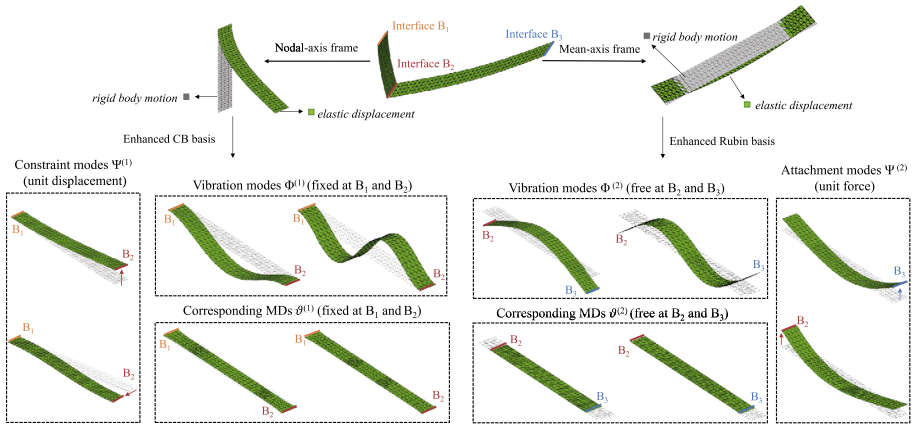 Interface B₁
Interface B₃
Nodal-axis frame
Mean-axis frame
rigid body motion
Interface B₂
rigid body motion
elastic displacement
elastic displacement
Enhanced CB basis
Enhanced Rubin basis
Constraint modes Ψ⁽¹⁾
(unit displacement)
Vibration modes Φ⁽¹⁾ (fixed at B₁ and B₂)
Vibration modes Φ⁽²⁾ (free at B₂ and B₃)
Attachment modes Ψ⁽²⁾
(unit force)
B₁
B₂
B₁
B₂
B₁
B₂
B₂
B₃
B₂
B₃
B₃
Corresponding MDs ϑ⁽¹⁾ (fixed at B₁ and B₂)
Corresponding MDs ϑ⁽²⁾ (free at B₂ and B₃)
B₁
B₂
B₁
B₂
B₁
B₂
B₂
B₃
B₂
B₃
B₂